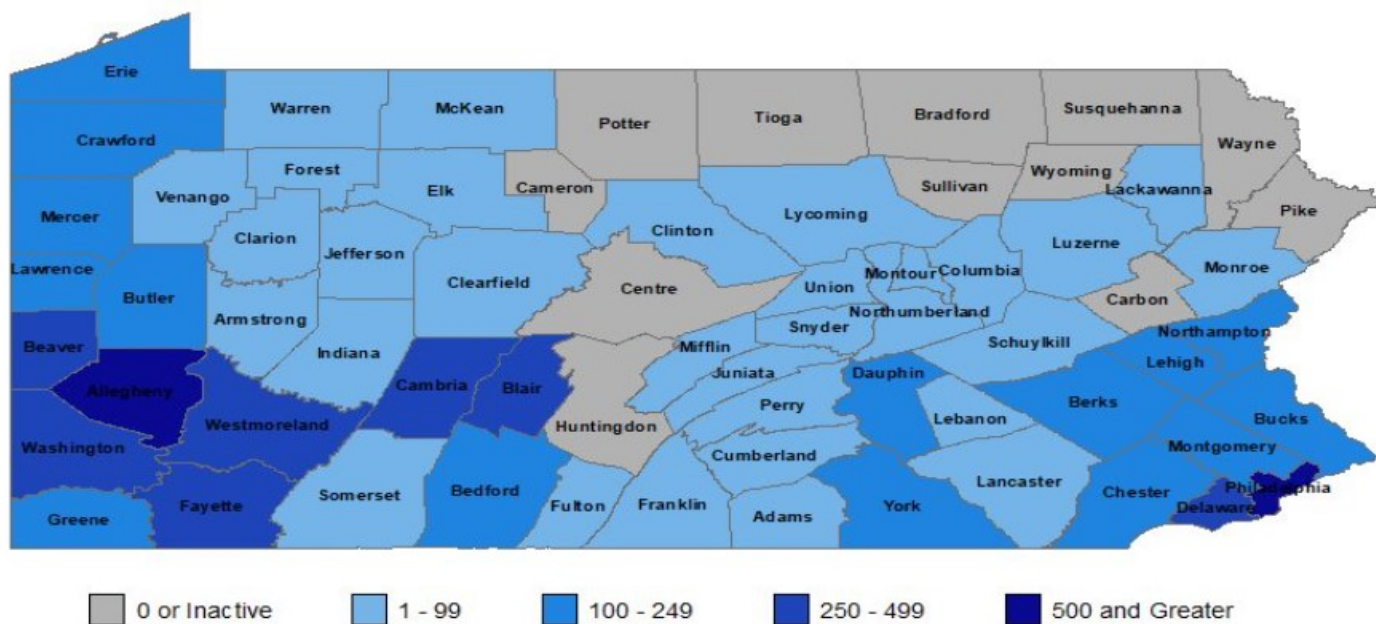 Erie
Warren
McKean
Potter
Tioga
Bradford
Susquehanna
Wayne
Crawford
Forest
Elk
Cameron
Sullivan
Wyoming
Lackawanna
Pike
Venango
Mercer
Clarion
Jefferson
Clinton
Lycoming
Luzerne
Monroe
Lawrence
Butler
Clearfield
Centre
Union
Montour
Columbia
Carbon
Armstrong
Indiana
Snyder
Northumberland
Schuylkill
Northampton
Beaver
Mifflin
Juniata
Lehigh
Allegheny
Cambria
Blair
Dauphin
Perry
Lebanon
Berks
Bucks
Westmoreland
Huntingdon
Washington
Cumberland
Montgomery
Somerset
Bedford
Lancaster
Chester
Philadelphia
Greene
Fayette
Fulton
Franklin
Adams
York
Delaware
0 or Inactive
1 - 99
100 - 249
250 - 499
500 and Greater